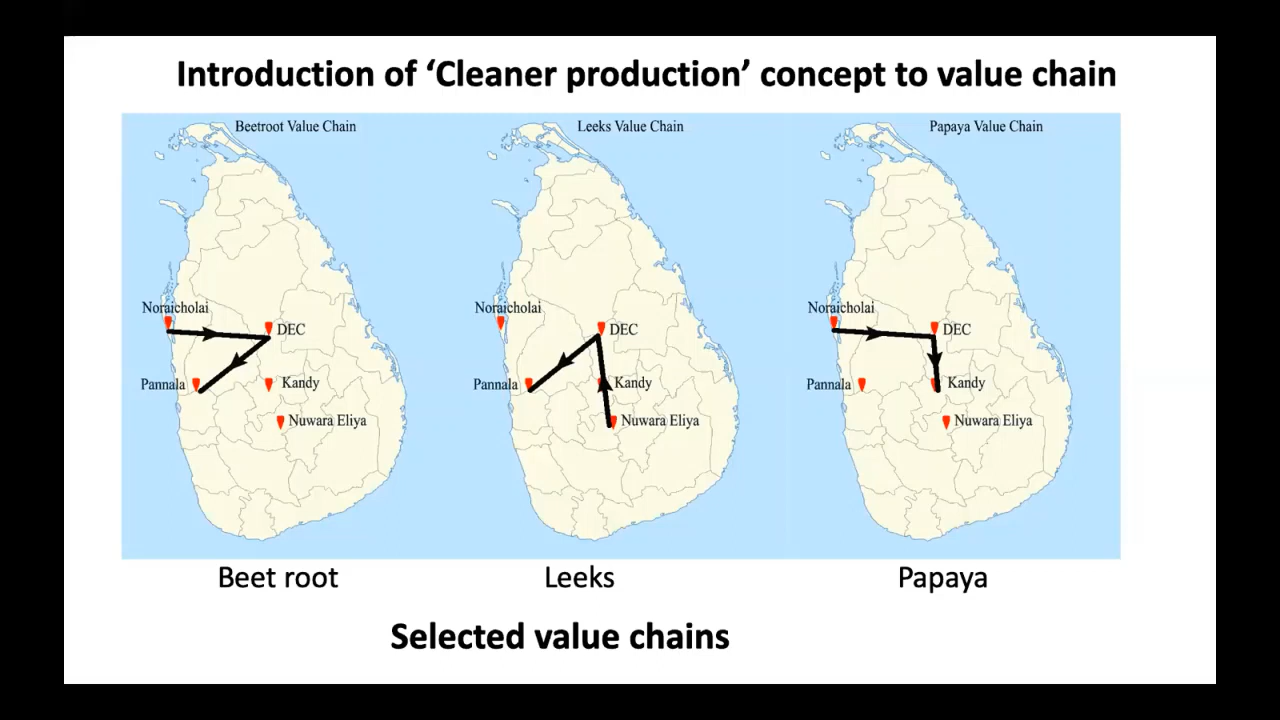 Introduction of ‘Cleaner production’ concept to value chain
Beetroot Value Chain
Noraicholai
DEC
Pannala
Kandy
Nuwara Eliya
Leeks Value Chain
Noraicholai
DEC
Pannala
Kandy
Nuwara Eliya
Papaya Value Chain
Noraicholai
DEC
Pannala
Kandy
Nuwara Eliya
Beet root
Leeks
Papaya
Selected value chains